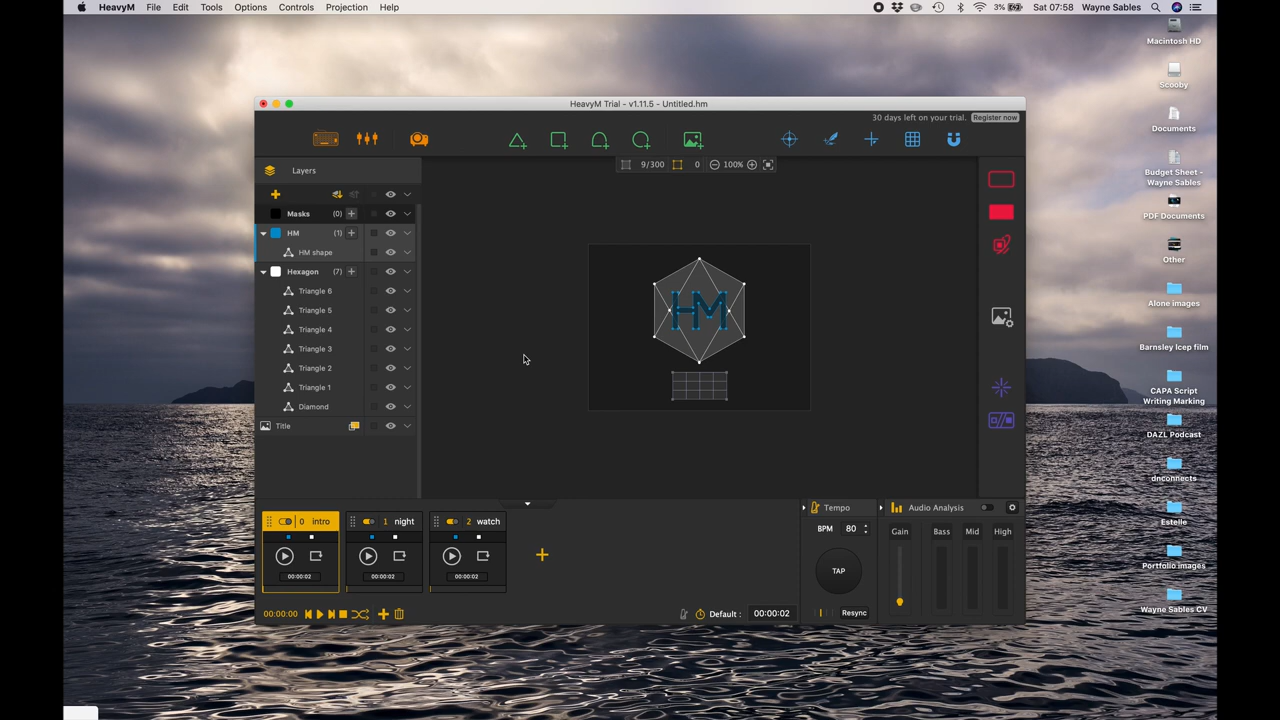 HeavyM File Edit Tools Options Controls Projection Help
3% Sat 07:58 Wayne Sables
Macintosh HD
Scooby
Documents
Budget Sheet -
Wayne Sables
PDF Documents
Other
Alone images
Barnsley Icep film
CAPA Script
Writing Marking
DAZL Podcast
dnconnects
Estelle
Portfolio images
Wayne Sables CV
HeavyM Trial - v1.11.5 - Untitled.hm
30 days left on your trial. Register now
9/300 0 100%
Layers
Masks (0)
HM (1)
HM shape
Hexagon (7)
Triangle 6
Triangle 5
Triangle 4
Triangle 3
Triangle 2
Triangle 1
Diamond
Title
HM
0 intro
00:00:02
1 night
00:00:02
2 watch
00:00:02
00:00:00
Default : 00:00:02
Tempo
BPM 80
TAP
Resync
Audio Analysis
Gain Bass Mid High